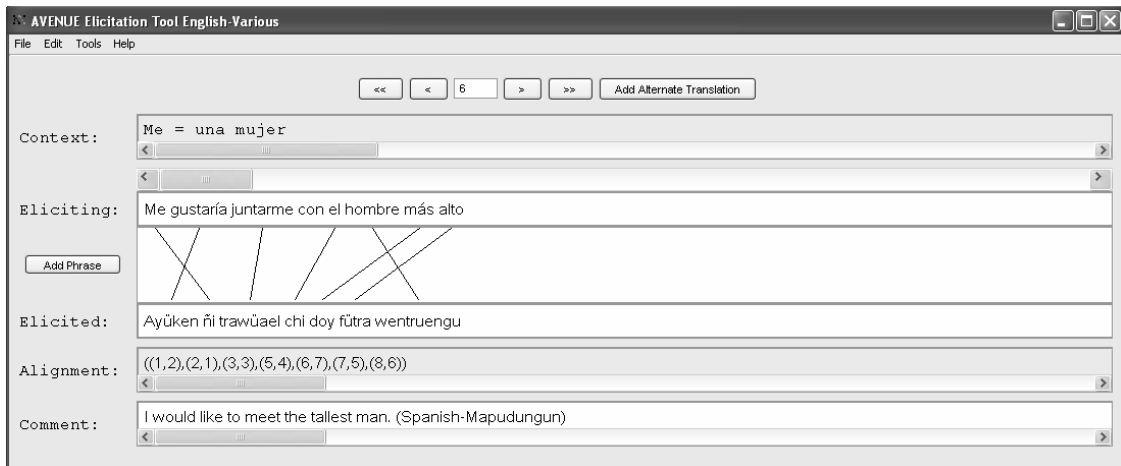 AVENUE Elicitation Tool English-Various
File Edit Tools Help
<< < 6 > >> Add Alternate Translation
Context: Me = una mujer
Eliciting: Me gustaría juntarme con el hombre más alto
Add Phrase
Elicited: Ayüken ñi trawüael chi doy fütra wentruengu
Alignment: ((1,2),(2,1),(3,3),(5,4),(6,7),(7,5),(8,6))
Comment: I would like to meet the tallest man. (Spanish-Mapudungun)